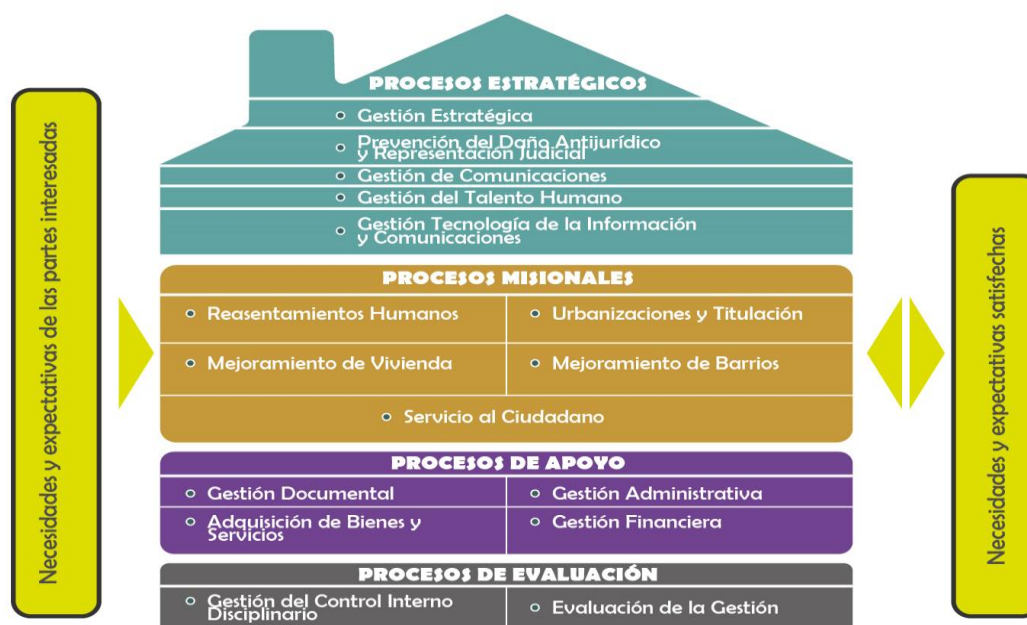 Necesidades y expectativas de las partes interesadas
PROCESOS ESTRATÉGICOS
Gestión Estratégica
Prevención del Daño Antijurídico
y Representación Judicial
Gestión de Comunicaciones
Gestión del Talento Humano
Gestión Tecnología de la Información
y Comunicaciones
PROCESOS MISIONALES
Reasentamientos Humanos
Urbanizaciones y Titulación
Mejoramiento de Vivienda
Mejoramiento de Barrios
Servicio al Ciudadano
PROCESOS DE APOYO
Gestión Documental
Gestión Administrativa
Adquisición de Bienes y
Servicios
Gestión Financiera
PROCESOS DE EVALUACIÓN
Gestión del Control Interno
Disciplinario
Evaluación de la Gestión
Necesidades y expectativas satisfechas